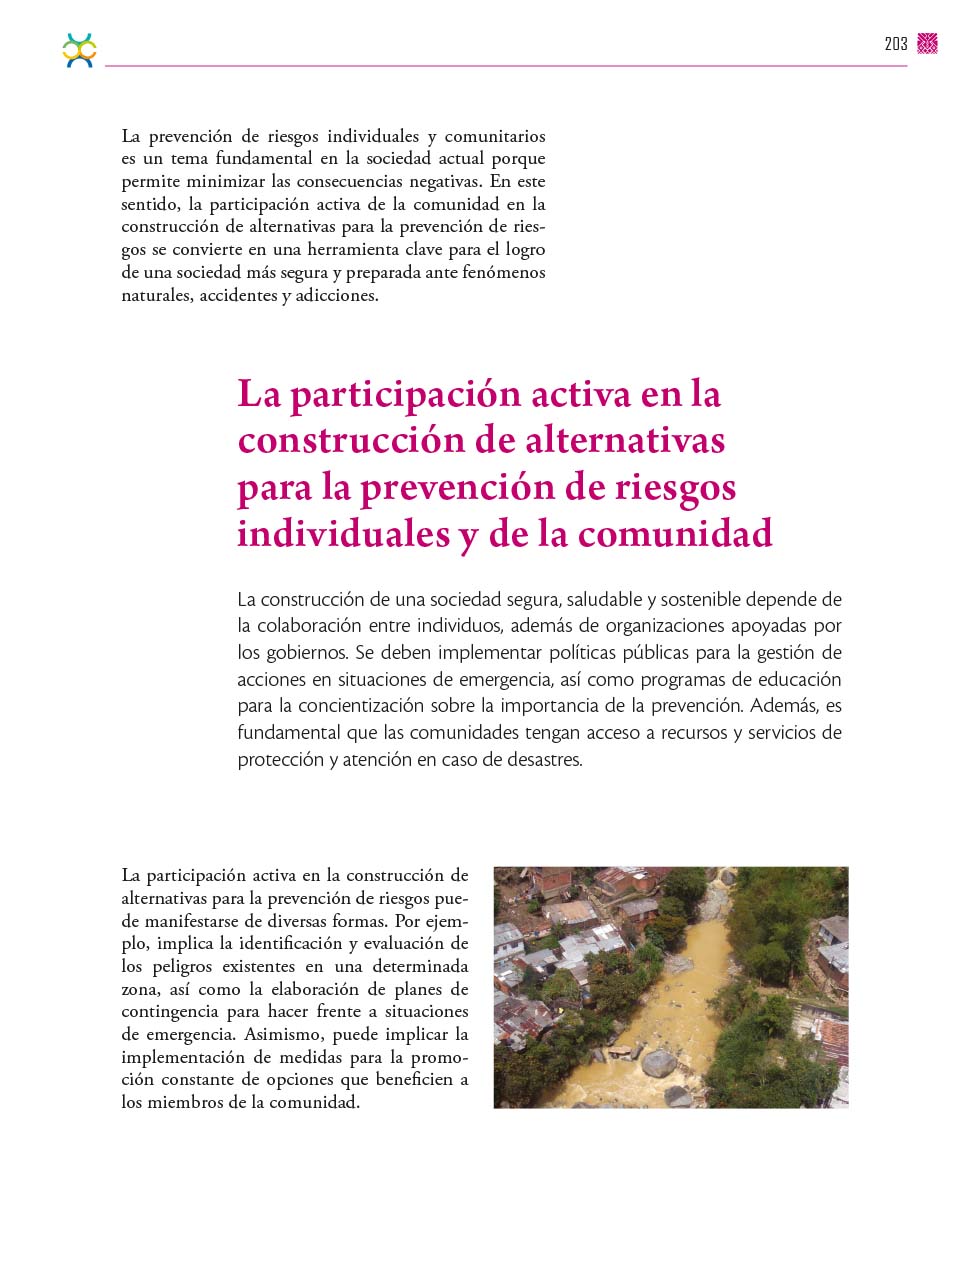 203
La prevención de riesgos individuales y comunitarios
es un tema fundamental en la sociedad actual porque
permite minimizar las consecuencias negativas. En este
sentido, la participación activa de la comunidad en la
construcción de alternativas para la prevención de ries-
gos se convierte en una herramienta clave para el logro
de una sociedad más segura y preparada ante fenómenos
naturales, accidentes y adicciones.
La participación activa en la
construcción de alternativas
para la prevención de riesgos
individuales y de la comunidad
La construcción de una sociedad segura, saludable y sostenible depende de
la colaboración entre individuos, además de organizaciones apoyadas por
los gobiernos. Se deben implementar políticas públicas para la gestión de
acciones en situaciones de emergencia, así como programas de educación
para la concientización sobre la importancia de la prevención. Además, es
fundamental que las comunidades tengan acceso a recursos y servicios de
protección y atención en caso de desastres.
La participación activa en la construcción de
alternativas para la prevención de riesgos pue-
de manifestarse de diversas formas. Por ejem-
plo, implica la identificación y evaluación de
los peligros existentes en una determinada
zona, así como la elaboración de planes de
contingencia para hacer frente a situaciones
de emergencia. Asimismo, puede implicar la
implementación de medidas para la promo-
ción constante de opciones que beneficien a
los miembros de la comunidad.